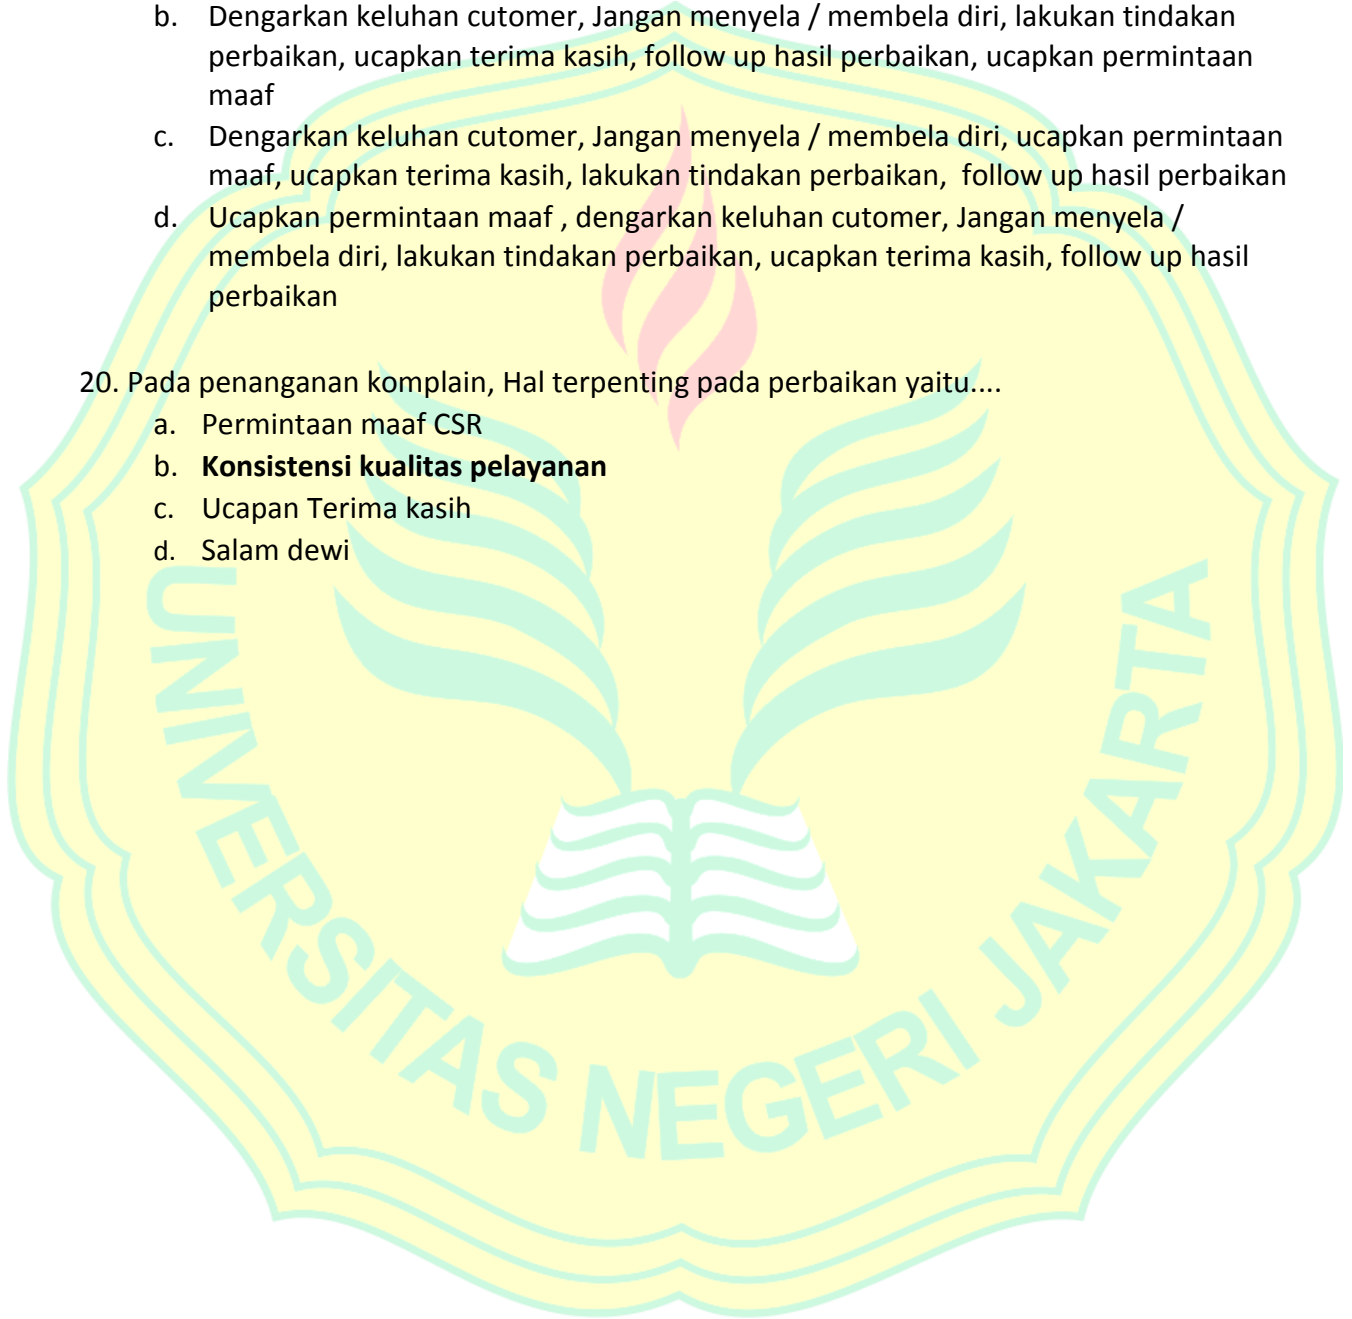 b. Dengarkan keluhan cutomer, Jangan menyela / membela diri, lakukan tindakan
perbaikan, ucapkan terima kasih, follow up hasil perbaikan, ucapkan permintaan
maaf
c. Dengarkan keluhan cutomer, Jangan menyela / membela diri, ucapkan permintaan
maaf, ucapkan terima kasih, lakukan tindakan perbaikan, follow up hasil perbaikan
d. Ucapkan permintaan maaf , dengarkan keluhan cutomer, Jangan menyela /
membela diri, lakukan tindakan perbaikan, ucapkan terima kasih, follow up hasil
perbaikan
20. Pada penanganan komplain, Hal terpenting pada perbaikan yaitu....
a. Permintaan maaf CSR
b. Konsistensi kualitas pelayanan
c. Ucapan Terima kasih
d. Salam dewi
UNIVERSITAS NEGERI JAKARTA